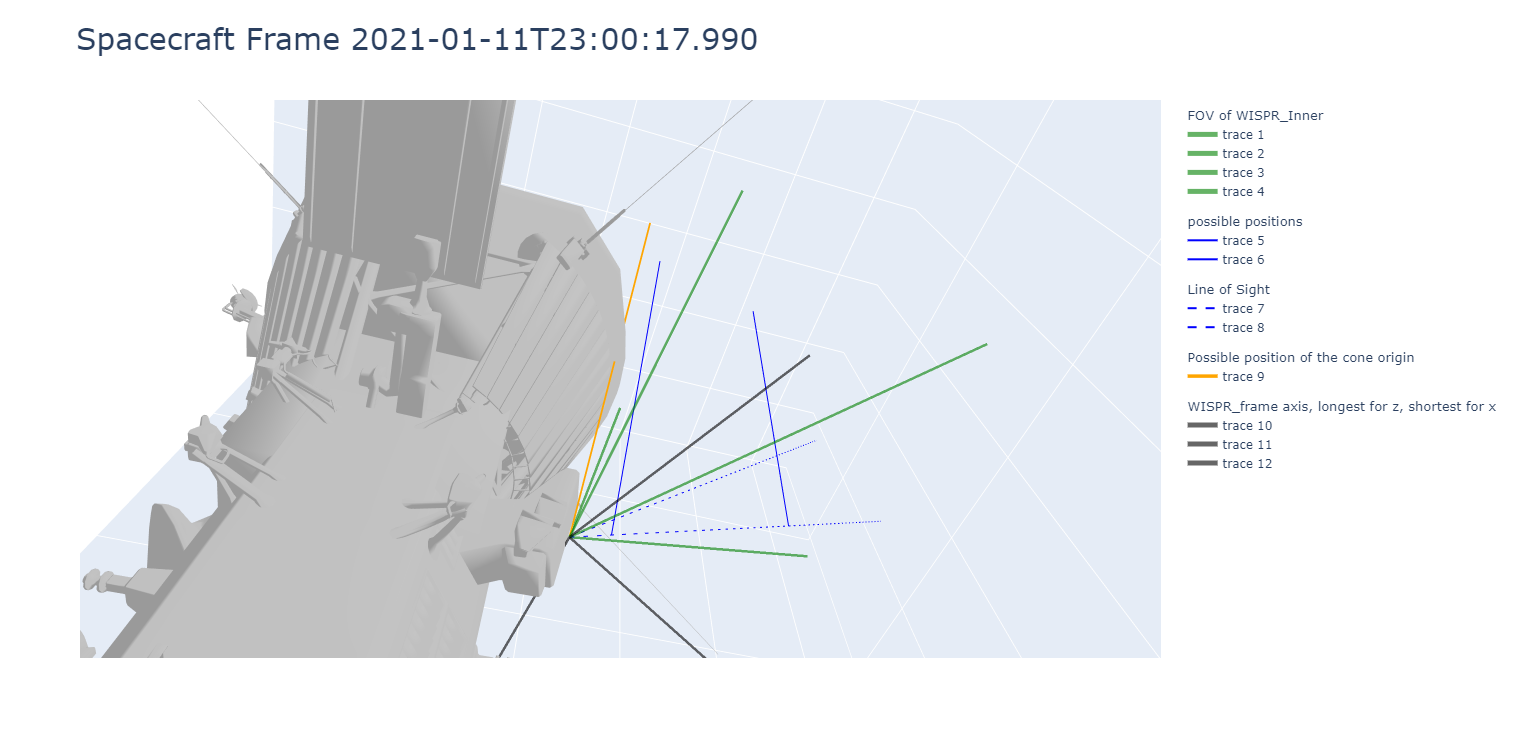 Spacecraft Frame 2021-01-11T23:00:17.990
FOV of WISPR_Inner
trace 1
trace 2
trace 3
trace 4
possible positions
trace 5
trace 6
Line of Sight
trace 7
trace 8
Possible position of the cone origin
trace 9
WISPR_frame axis, longest for z, shortest for x
trace 10
trace 11
trace 12